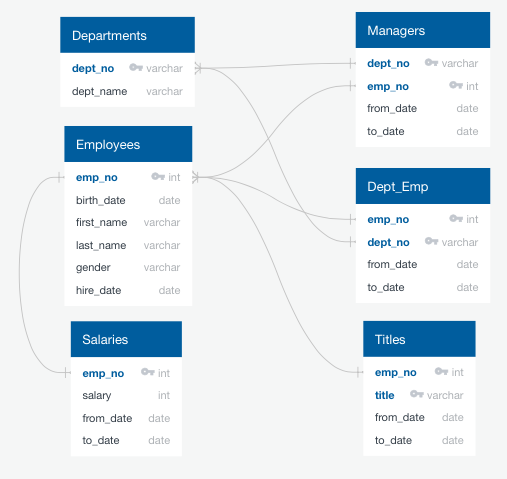 Departments
dept_no varchar
dept_name varchar
Employees
emp_no int
birth_date date
first_name varchar
last_name varchar
gender varchar
hire_date date
Salaries
emp_no int
salary int
from_date date
to_date date
Managers
dept_no varchar
emp_no int
from_date date
to_date date
Dept_Emp
emp_no int
dept_no varchar
from_date date
to_date date
Titles
emp_no int
title varchar
from_date date
to_date date